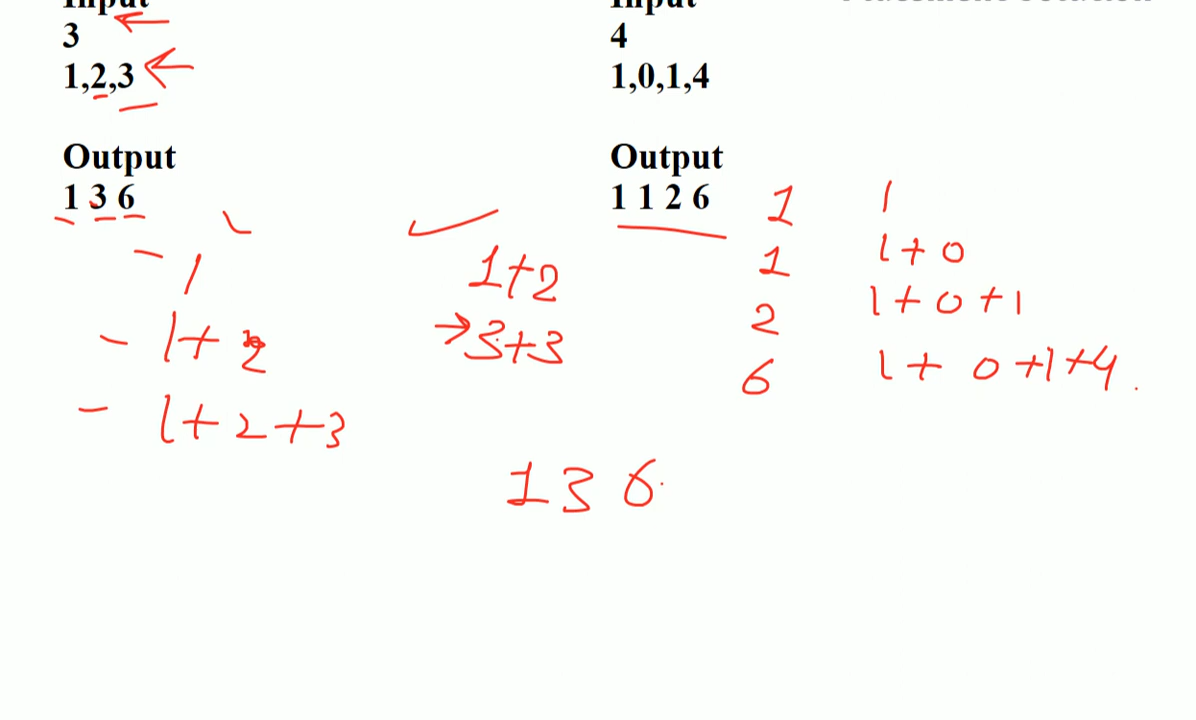 Input
3
1,2,3
Output
1 3 6
1
1+2
1+2+3
1+2
→3+3
1 3 6
Input
4
1,0,1,4
Output
1 1 2 6
1 1
1 1+0
2 1+0+1
6 1+0+1+4.